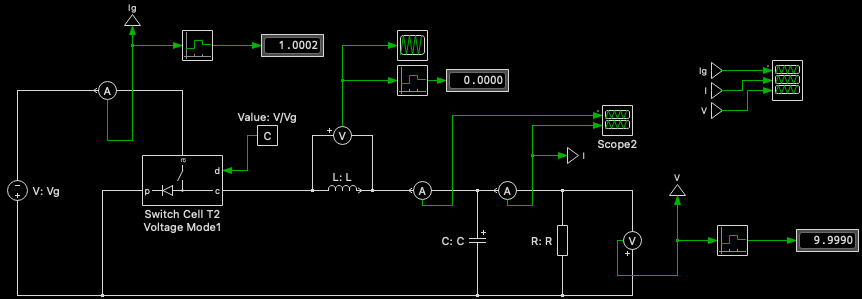 Ig
1.0002
A
0.0000
Value: V/Vg
C
V
Scope2
Ig
I
V
a
d
p
c
V: Vg
Switch Cell T2
Voltage Mode1
L: L
A
A
I
C: C
R: R
V
V
9.9990